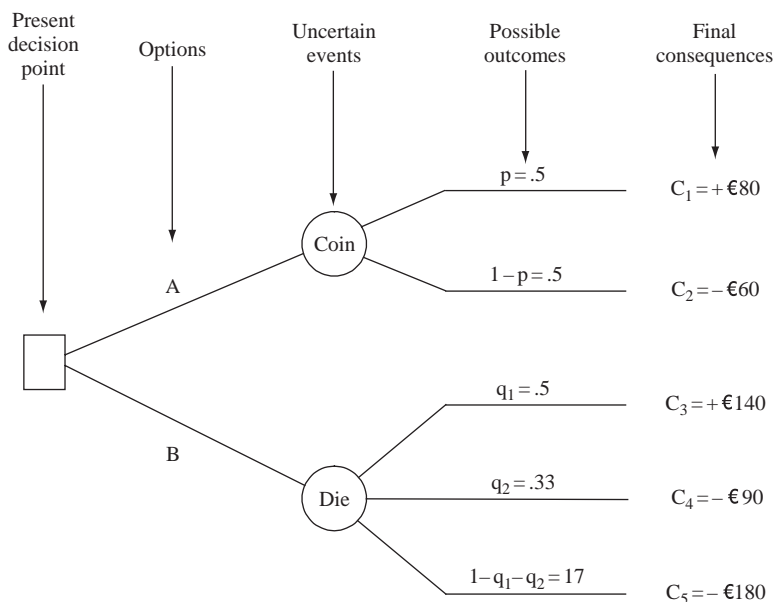 Present
decision
point
Options
Uncertain
events
Possible
outcomes
Final
consequences
p = .5
C₁ = + €80
Coin
A
1 – p = .5
C₂ = – €60
q₁ = .5
C₃ = + €140
B
Die
q₂ = .33
C₄ = – €90
1– q₁ – q₂ = 17
C₅ = – €180